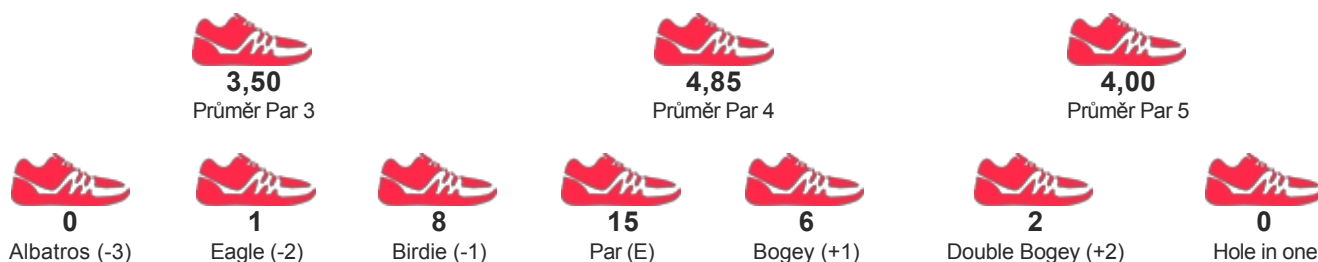 3,50
Průměr Par 3
4,85
Průměr Par 4
4,00
Průměr Par 5
0
Albatros (-3)
1
Eagle (-2)
8
Birdie (-1)
15
Par (E)
6
Bogey (+1)
2
Double Bogey (+2)
0
Hole in one